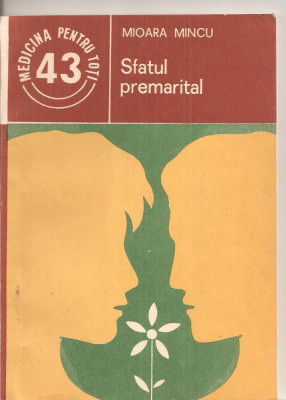 MEDICINA PENTRU TOȚI
43
MIOARA MINCU
Sfatul
premarital